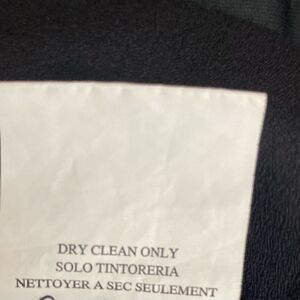 DRY CLEAN ONLY
SOLO TINTORERIA
NETTOYER A SEC SEULEMENT